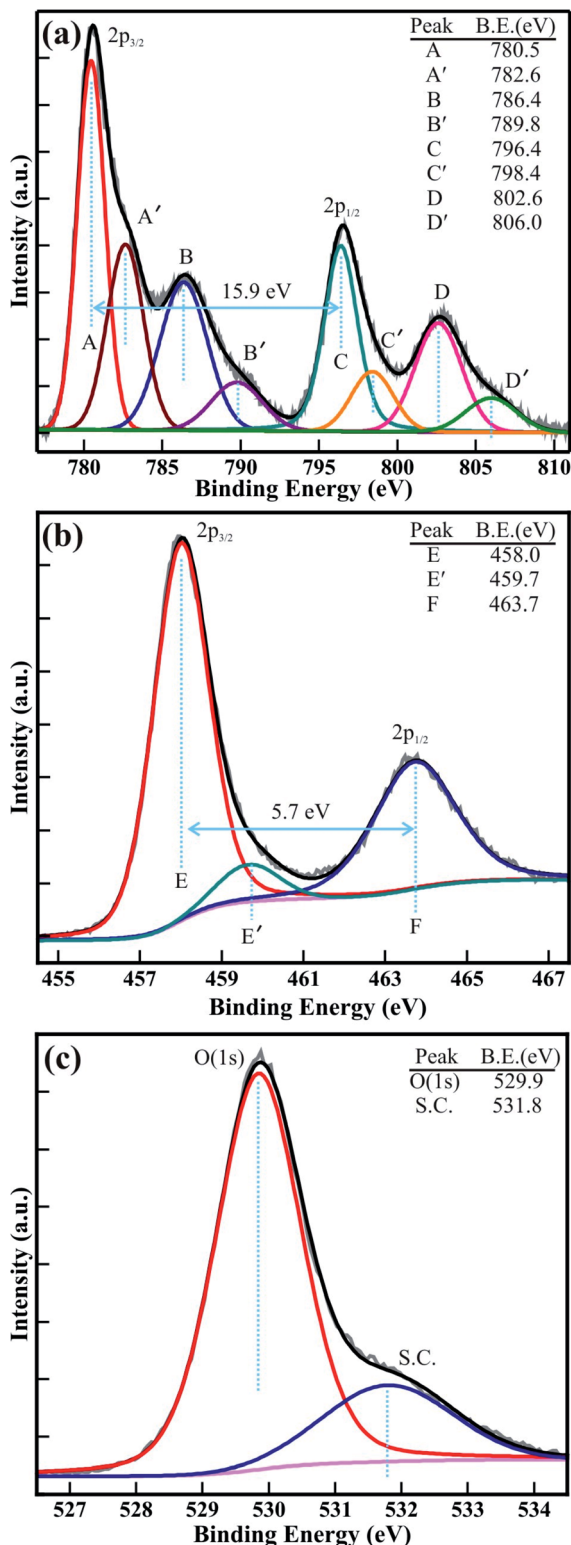 (a)
2p3/2
Peak B.E.(eV)
A 780.5
A′ 782.6
B 786.4
B′ 789.8
C 796.4
C′ 798.4
D 802.6
D′ 806.0
A′
B
2p1/2
15.9 eV
D
A
B′
C
C′
D′
Intensity (a.u.)
780 785 790 795 800 805 810
Binding Energy (eV)
(b)
2p3/2
Peak B.E.(eV)
E 458.0
E′ 459.7
F 463.7
2p1/2
5.7 eV
E
E′
F
Intensity (a.u.)
455 457 459 461 463 465 467
Binding Energy (eV)
(c)
O(1s)
Peak B.E.(eV)
O(1s) 529.9
S.C. 531.8
S.C.
Intensity (a.u.)
527 528 529 530 531 532 533 534
Binding Energy (eV)